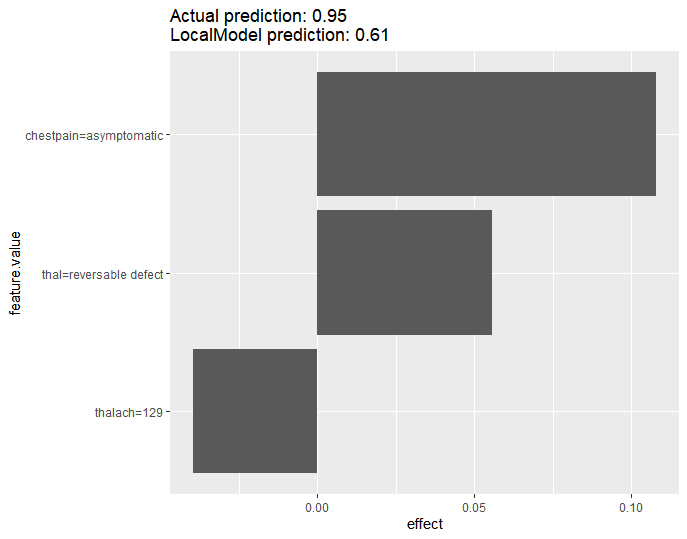 Actual prediction: 0.95
LocalModel prediction: 0.61
feature.value
chestpain=asymptomatic
thal=reversable defect
thalach=129
0.00 0.05 0.10
effect